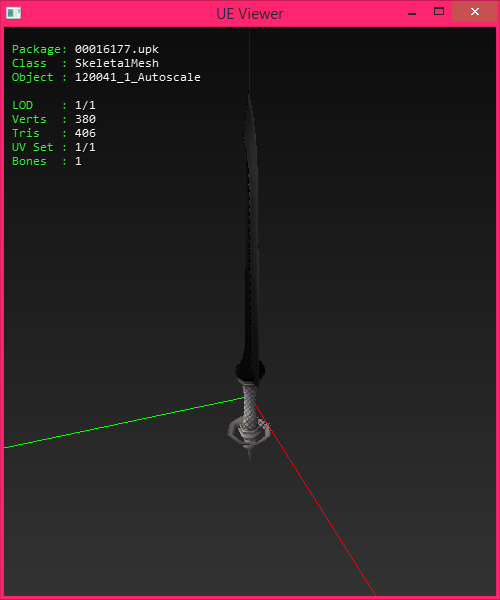 UE Viewer
Package: 00016177.upk
Class  : SkeletalMesh
Object : 120041_1_Autoscale
LOD    : 1/1
Verts  : 380
Tris   : 406
UV Set : 1/1
Bones  : 1